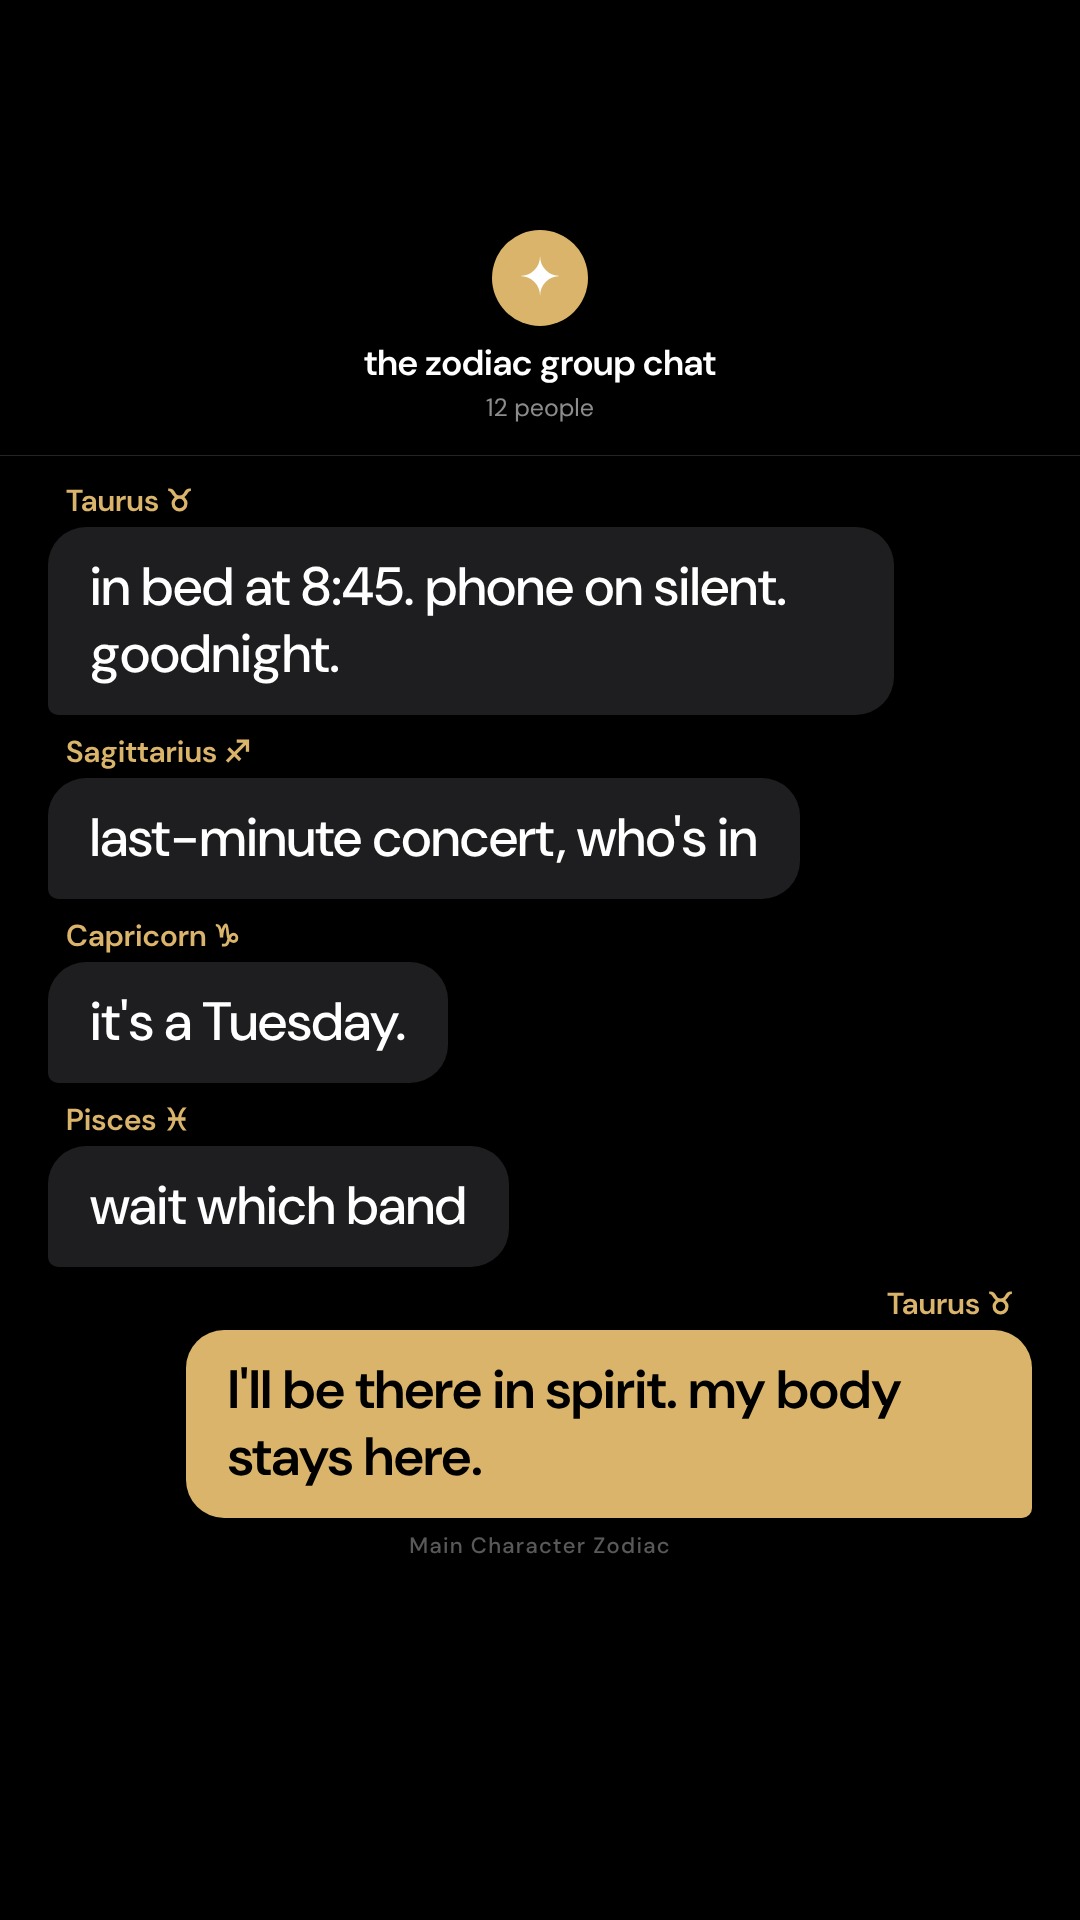 the zodiac group chat
12 people
Taurus ♉︎
in bed at 8:45. phone on silent.
goodnight.
Sagittarius ♐︎
last-minute concert, who's in
Capricorn ♑︎
it's a Tuesday.
Pisces ♓︎
wait which band
Taurus ♉︎
I'll be there in spirit. my body
stays here.
Main Character Zodiac